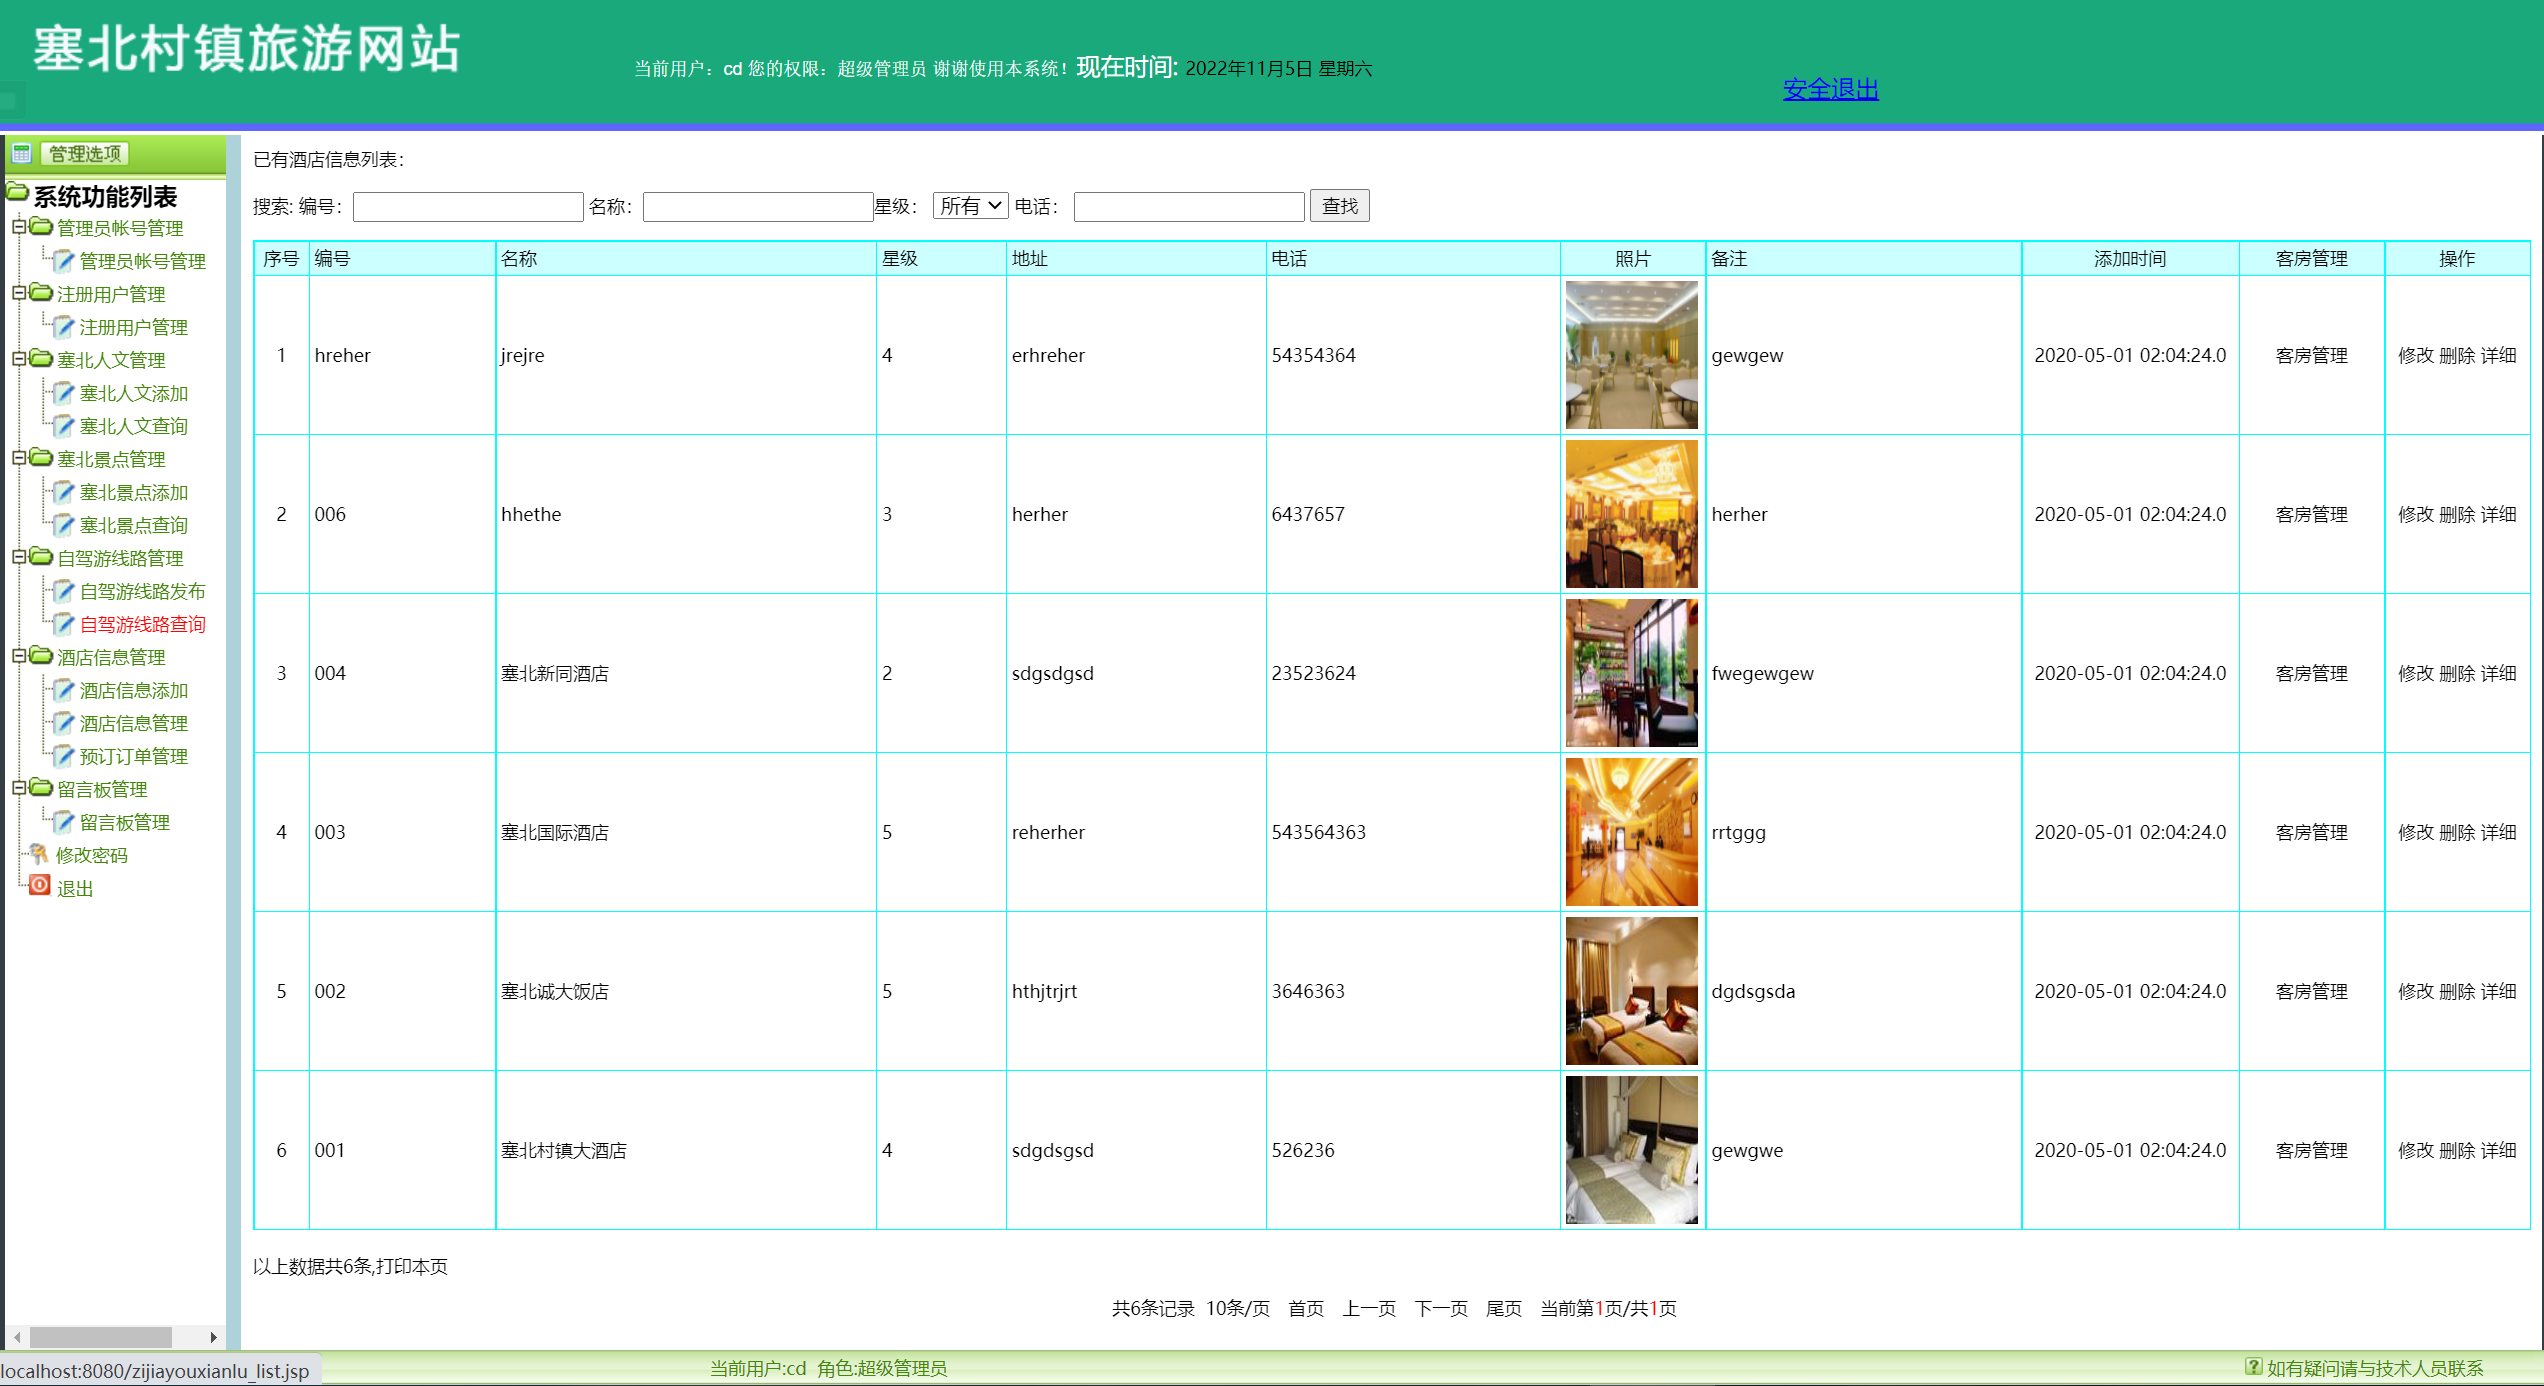 塞北村镇旅游网站
当前用户：cd 您的权限：超级管理员 谢谢使用本系统！现在时间: 2022年11月5日 星期六
安全退出
管理选项
系统功能列表
管理员帐号管理
管理员帐号管理
注册用户管理
注册用户管理
塞北人文管理
塞北人文添加
塞北人文查询
塞北景点管理
塞北景点添加
塞北景点查询
自驾游线路管理
自驾游线路发布
自驾游线路查询
酒店信息管理
酒店信息添加
酒店信息管理
预订订单管理
留言板管理
留言板管理
修改密码
退出
已有酒店信息列表：
搜索: 编号： 名称： 星级： 所有 电话： 查找
序号 编号 名称 星级 地址 电话 照片 备注 添加时间 客房管理 操作
1 hreher jrejre 4 erhreher 54354364 gewgew 2020-05-01 02:04:24.0 客房管理 修改 删除 详细
2 006 hhethe 3 herher 6437657 herher 2020-05-01 02:04:24.0 客房管理 修改 删除 详细
3 004 塞北新同酒店 2 sdgsdgsd 23523624 fwegewgew 2020-05-01 02:04:24.0 客房管理 修改 删除 详细
4 003 塞北国际酒店 5 reherher 543564363 rrtggg 2020-05-01 02:04:24.0 客房管理 修改 删除 详细
5 002 塞北诚大饭店 5 hthjtrjrt 3646363 dgdsgsda 2020-05-01 02:04:24.0 客房管理 修改 删除 详细
6 001 塞北村镇大酒店 4 sdgdsgsd 526236 gewgwe 2020-05-01 02:04:24.0 客房管理 修改 删除 详细
以上数据共6条,打印本页
共6条记录 10条/页 首页 上一页 下一页 尾页 当前第1页/共1页
localhost:8080/zijiayouxianlu_list.jsp
当前用户:cd 角色:超级管理员
如有疑问请与技术人员联系